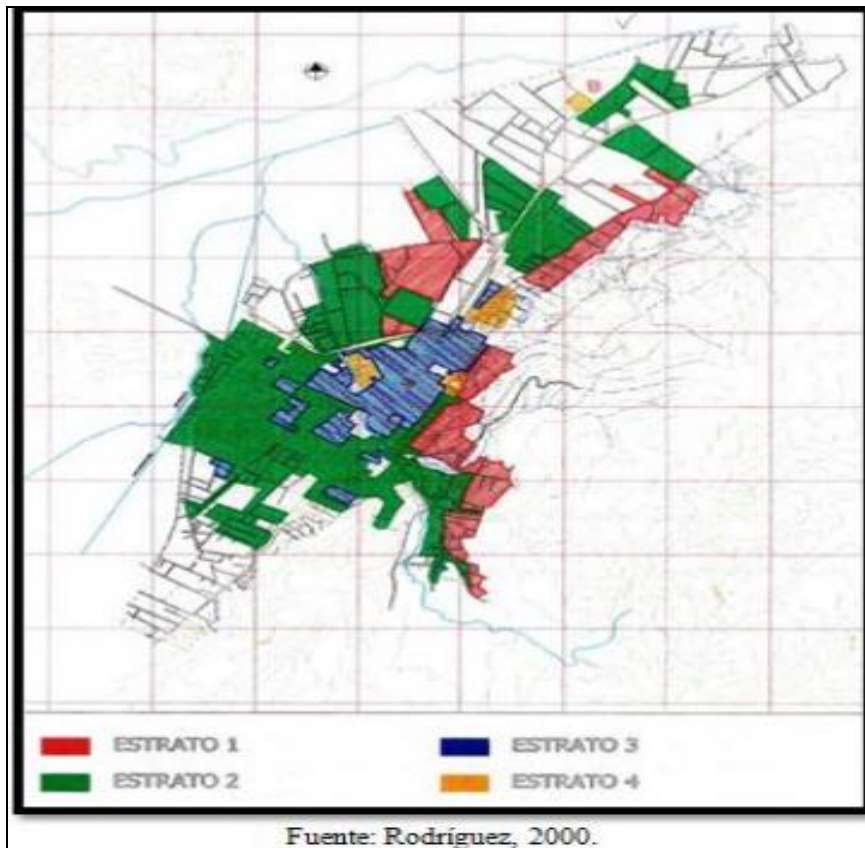 ESTRATO 1
ESTRATO 2
ESTRATO 3
ESTRATO 4
Fuente: Rodríguez, 2000.